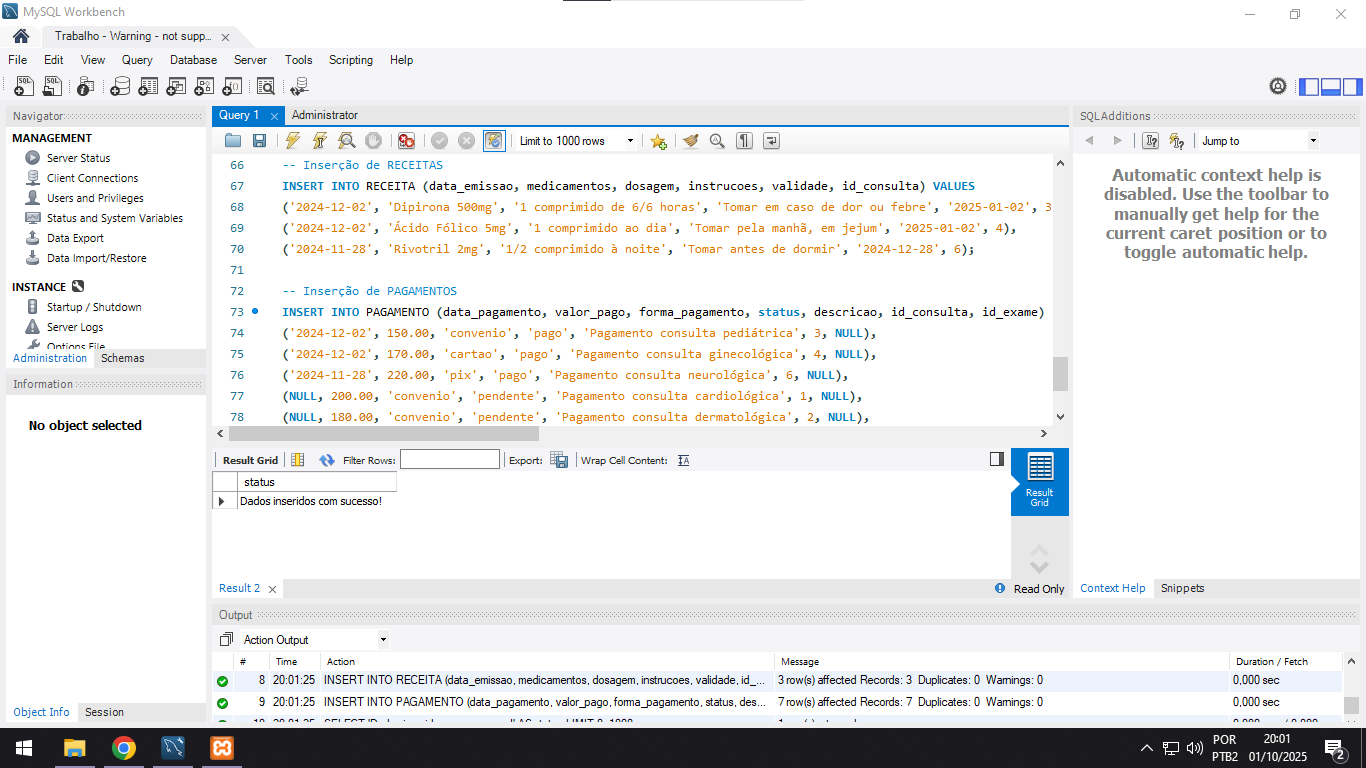 MySQL Workbench
Trabalho - Warning - not supp...
File Edit View Query Database Server Tools Scripting Help
Navigator
MANAGEMENT
Server Status
Client Connections
Users and Privileges
Status and System Variables
Data Export
Data Import/Restore
INSTANCE
Startup / Shutdown
Server Logs
Options File
Administration Schemas
Information
No object selected
Object Info Session
Query 1 Administrator
Limit to 1000 rows
66 -- Inserção de RECEITAS
67 INSERT INTO RECEITA (data_emissao, medicamentos, dosagem, instrucoes, validade, id_consulta) VALUES
68 ('2024-12-02', 'Dipirona 500mg', '1 comprimido de 6/6 horas', 'Tomar em caso de dor ou febre', '2025-01-02', 3
69 ('2024-12-02', 'Ácido Fólico 5mg', '1 comprimido ao dia', 'Tomar pela manhã, em jejum', '2025-01-02', 4),
70 ('2024-11-28', 'Rivotril 2mg', '1/2 comprimido à noite', 'Tomar antes de dormir', '2024-12-28', 6);
71
72 -- Inserção de PAGAMENTOS
73 INSERT INTO PAGAMENTO (data_pagamento, valor_pago, forma_pagamento, status, descricao, id_consulta, id_exame)
74 ('2024-12-02', 150.00, 'convenio', 'pago', 'Pagamento consulta pediátrica', 3, NULL),
75 ('2024-12-02', 170.00, 'cartao', 'pago', 'Pagamento consulta ginecológica', 4, NULL),
76 ('2024-11-28', 220.00, 'pix', 'pago', 'Pagamento consulta neurológica', 6, NULL),
77 (NULL, 200.00, 'convenio', 'pendente', 'Pagamento consulta cardiológica', 1, NULL),
78 (NULL, 180.00, 'convenio', 'pendente', 'Pagamento consulta dermatológica', 2, NULL),
Result Grid Filter Rows: Export: Wrap Cell Content:
status
Dados inseridos com sucesso!
Result Grid
Result 2 Read Only
SQLAdditions
Jump to
Automatic context help is
disabled. Use the toolbar to
manually get help for the
current caret position or to
toggle automatic help.
Context Help Snippets
Output
Action Output
# Time Action Message Duration / Fetch
8 20:01:25 INSERT INTO RECEITA (data_emissao, medicamentos, dosagem, instrucoes, validade, id_... 3 row(s) affected Records: 3 Duplicates: 0 Warnings: 0 0,000 sec
9 20:01:25 INSERT INTO PAGAMENTO (data_pagamento, valor_pago, forma_pagamento, status, des... 7 row(s) affected Records: 7 Duplicates: 0 Warnings: 0 0,000 sec
POR 20:01
PTB2 01/10/2025
2